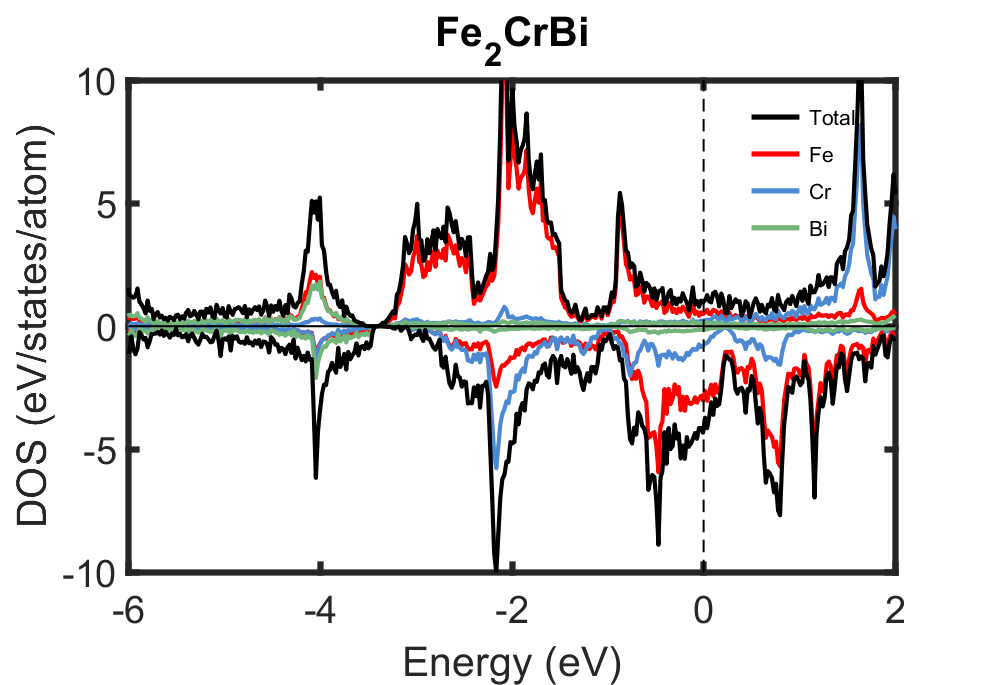 Fe₂CrBi
10
5
0
-5
-10
DOS (eV/states/atom)
Total
Fe
Cr
Bi
-6 -4 -2 0 2
Energy (eV)